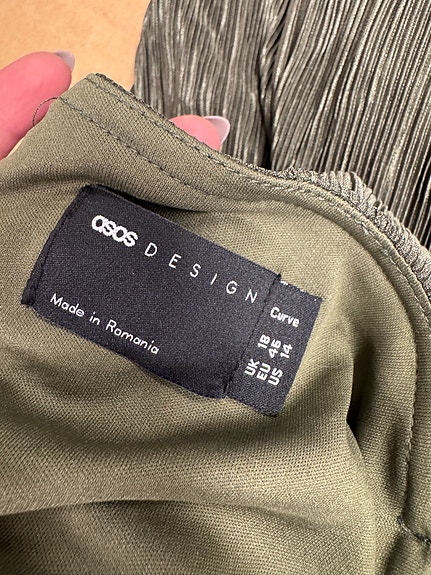 asos DESIGN
Made in Romania
Curve
UK 18
EU 46
US 14